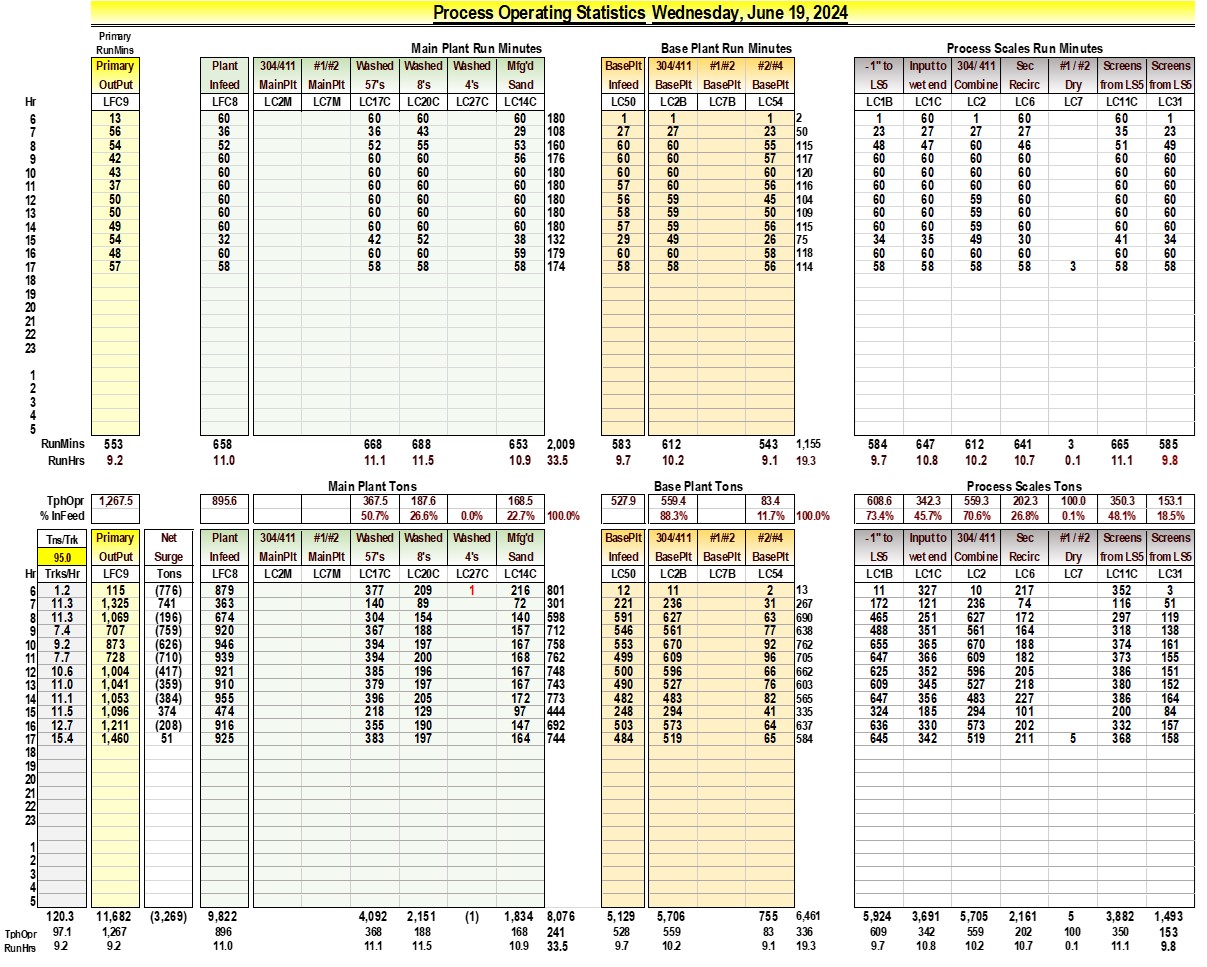 Process Operating Statistics Wednesday, June 19, 2024
Primary
RunMins Main Plant Run Minutes Base Plant Run Minutes Process Scales Run Minutes
Primary Plant 304/411 #1/#2 Washed Washed Washed Mfg'd BasePlt 304/411 #1/#2 #2/#4 -1" to Input to 304/ 411 Sec #1 / #2 Screens Screens
OutPut Infeed MainPlt MainPlt 57's 8's 4's Sand Infeed BasePlt BasePlt BasePlt LS5 wet end Combine Recirc Dry from LS5 from LS5
Hr LFC9 LFC8 LC2M LC7M LC17C LC20C LC27C LC14C LC50 LC2B LC7B LC54 LC1B LC1C LC2 LC6 LC7 LC11C LC31
6 13 60 60 60 60 180 1 1 1 2 1 60 1 60 60 1
7 56 36 36 43 29 108 27 27 23 50 23 27 27 27 35 23
8 54 52 52 55 53 160 60 60 55 115 48 47 60 46 51 49
9 42 60 60 60 56 176 60 60 57 117 60 60 60 60 60 60
10 43 60 60 60 60 180 60 60 60 120 60 60 60 60 60 60
11 37 60 60 60 60 180 57 60 56 116 60 60 60 60 60 60
12 50 60 60 60 60 180 56 59 45 104 60 60 59 60 60 60
13 50 60 60 60 60 180 58 59 50 109 60 60 59 60 60 60
14 49 60 60 60 60 180 57 59 56 115 60 60 59 60 60 60
15 54 32 42 52 38 132 29 49 26 75 34 35 49 30 41 34
16 48 60 60 60 59 179 60 60 58 118 60 60 60 60 60 60
17 57 58 58 58 58 174 58 58 56 114 58 58 58 58 3 58 58
18
19
20
21
22
23
1
2
3
4
5
RunMins 553 658 668 688 653 2,009 583 612 543 1,155 584 647 612 641 3 665 585
RunHrs 9.2 11.0 11.1 11.5 10.9 33.5 9.7 10.2 9.1 19.3 9.7 10.8 10.2 10.7 0.1 11.1 9.8
Main Plant Tons Base Plant Tons Process Scales Tons
TphOpr 1,267.5 895.6 367.5 187.6 168.5 527.9 559.4 83.4 608.6 342.3 559.3 202.3 100.0 350.3 153.1
% InFeed 50.7% 26.6% 0.0% 22.7% 100.0% 88.3% 11.7% 100.0% 73.4% 45.7% 70.6% 26.8% 0.1% 48.1% 18.5%
Tns/Trk Primary Net Plant 304/411 #1/#2 Washed Washed Washed Mfg'd BasePlt 304/411 #1/#2 #2/#4 -1" to Input to 304/ 411 Sec #1 / #2 Screens Screens
95.0 OutPut Surge Infeed MainPlt MainPlt 57's 8's 4's Sand Infeed BasePlt BasePlt BasePlt LS5 wet end Combine Recirc Dry from LS5 from LS5
Hr Trks/Hr LFC9 Tons LFC8 LC2M LC7M LC17C LC20C LC27C LC14C LC50 LC2B LC7B LC54 LC1B LC1C LC2 LC6 LC7 LC11C LC31
6 1.2 115 (776) 879 377 209 1 216 801 12 11 2 13 11 327 10 217 352 3
7 11.3 1,325 741 363 140 89 72 301 221 236 31 267 172 121 236 74 116 51
8 11.3 1,069 (196) 674 304 154 140 598 591 627 63 690 465 251 627 172 297 119
9 7.4 707 (759) 920 367 188 157 712 546 561 77 638 488 351 561 164 318 138
10 9.2 873 (626) 946 394 197 167 758 553 670 92 762 655 365 670 188 374 161
11 7.7 728 (710) 939 394 200 168 762 499 609 96 705 647 366 609 182 373 155
12 10.6 1,004 (417) 921 385 196 167 748 500 596 66 662 625 352 596 205 386 151
13 11.0 1,041 (359) 910 379 197 167 743 490 527 76 603 609 345 527 218 380 152
14 11.1 1,053 (384) 955 396 205 172 773 482 483 82 565 647 356 483 227 386 164
15 11.5 1,096 374 474 218 129 97 444 248 294 41 335 324 185 294 101 200 84
16 12.7 1,211 (208) 916 355 190 147 692 503 573 64 637 636 330 573 202 332 157
17 15.4 1,460 51 925 383 197 164 744 484 519 65 584 645 342 519 211 5 368 158
18
19
20
21
22
23
1
2
3
4
5
120.3 11,682 (3,269) 9,822 4,092 2,151 (1) 1,834 8,076 5,129 5,706 755 6,461 5,924 3,691 5,705 2,161 5 3,882 1,493
TphOpr 97.1 1,267 896 368 188 168 241 528 559 83 336 609 342 559 202 100 350 153
RunHrs 9.2 9.2 11.0 11.1 11.5 10.9 33.5 9.7 10.2 9.1 19.3 9.7 10.8 10.2 10.7 0.1 11.1 9.8